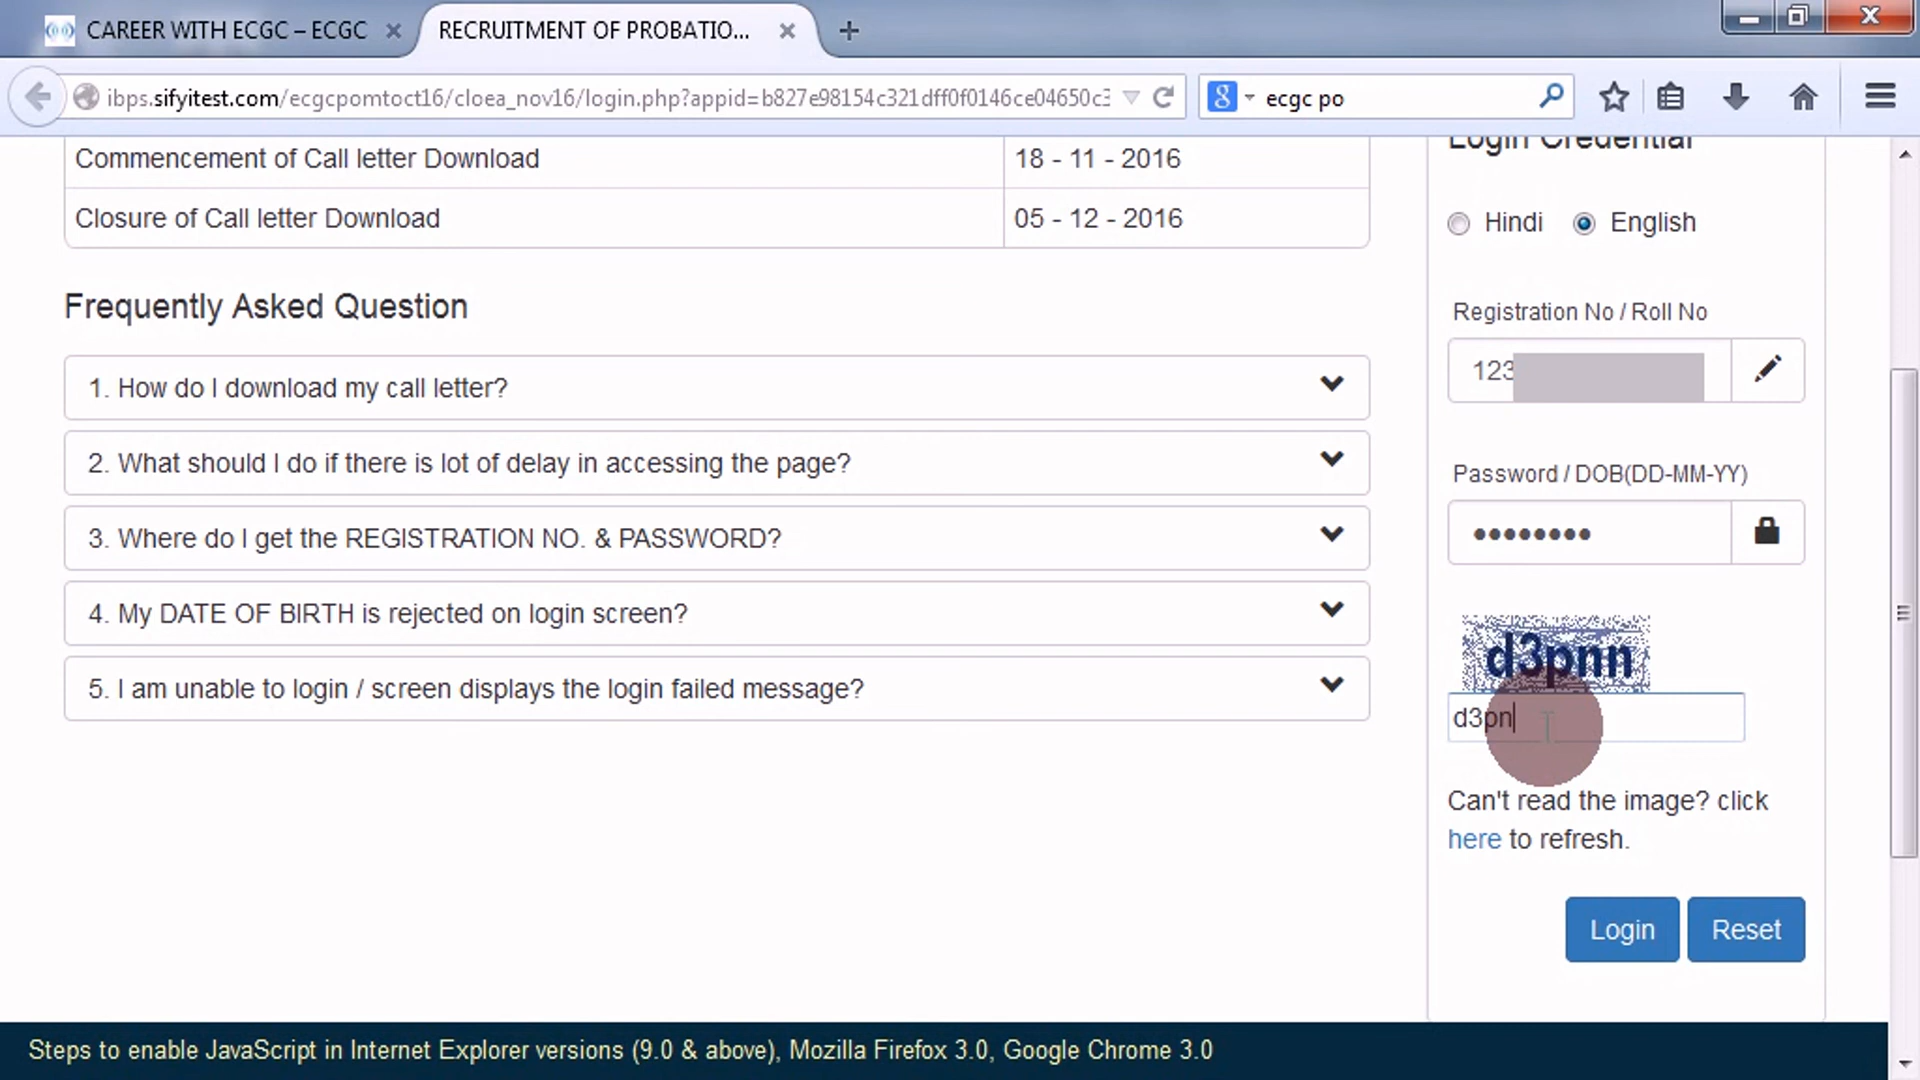 CAREER WITH ECGC – ECGC
RECRUITMENT OF PROBATIO...
ibps.sifyitest.com/ecgcpomtoct16/cloea_nov16/login.php?appid=b827e98154c321dff0f0146ce04650c3
ecgc po
Commencement of Call letter Download 18 - 11 - 2016
Closure of Call letter Download 05 - 12 - 2016
Frequently Asked Question
1. How do I download my call letter?
2. What should I do if there is lot of delay in accessing the page?
3. Where do I get the REGISTRATION NO. & PASSWORD?
4. My DATE OF BIRTH is rejected on login screen?
5. I am unable to login / screen displays the login failed message?
Login Credential
Hindi English
Registration No / Roll No
123
Password / DOB(DD-MM-YY)
••••••••
d3pnn
d3pn
Can't read the image? click
here to refresh.
Login Reset
Steps to enable JavaScript in Internet Explorer versions (9.0 & above), Mozilla Firefox 3.0, Google Chrome 3.0